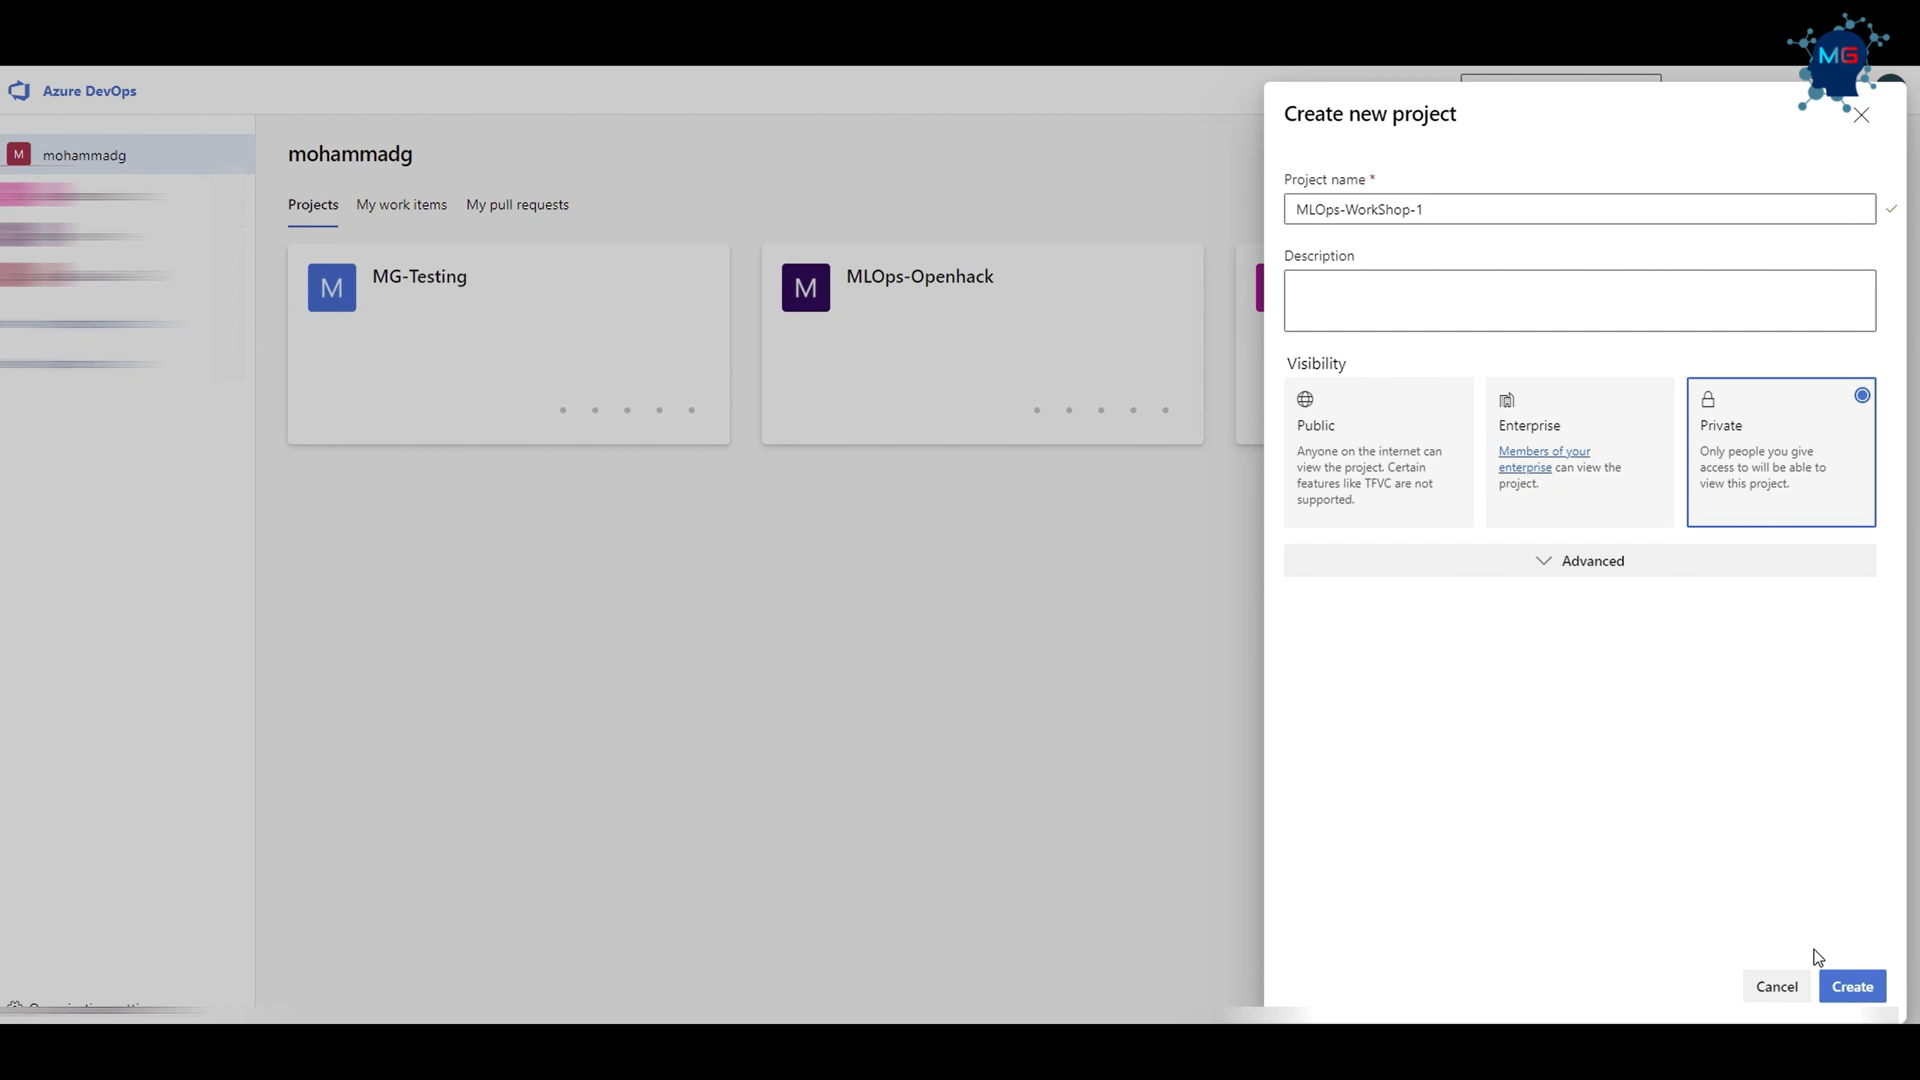 MG
Azure DevOps
Create new project
M
mohammadg
mohammadg
Projects
My work items
My pull requests
M
MG-Testing
M
MLOps-Openhack
Project name *
MLOps-WorkShop-1
Description
Visibility
Public
Anyone on the internet can
view the project. Certain
features like TFVC are not
supported.
Enterprise
Members of your
enterprise can view the
project.
Private
Only people you give
access to will be able to
view this project.
Advanced
Cancel
Create